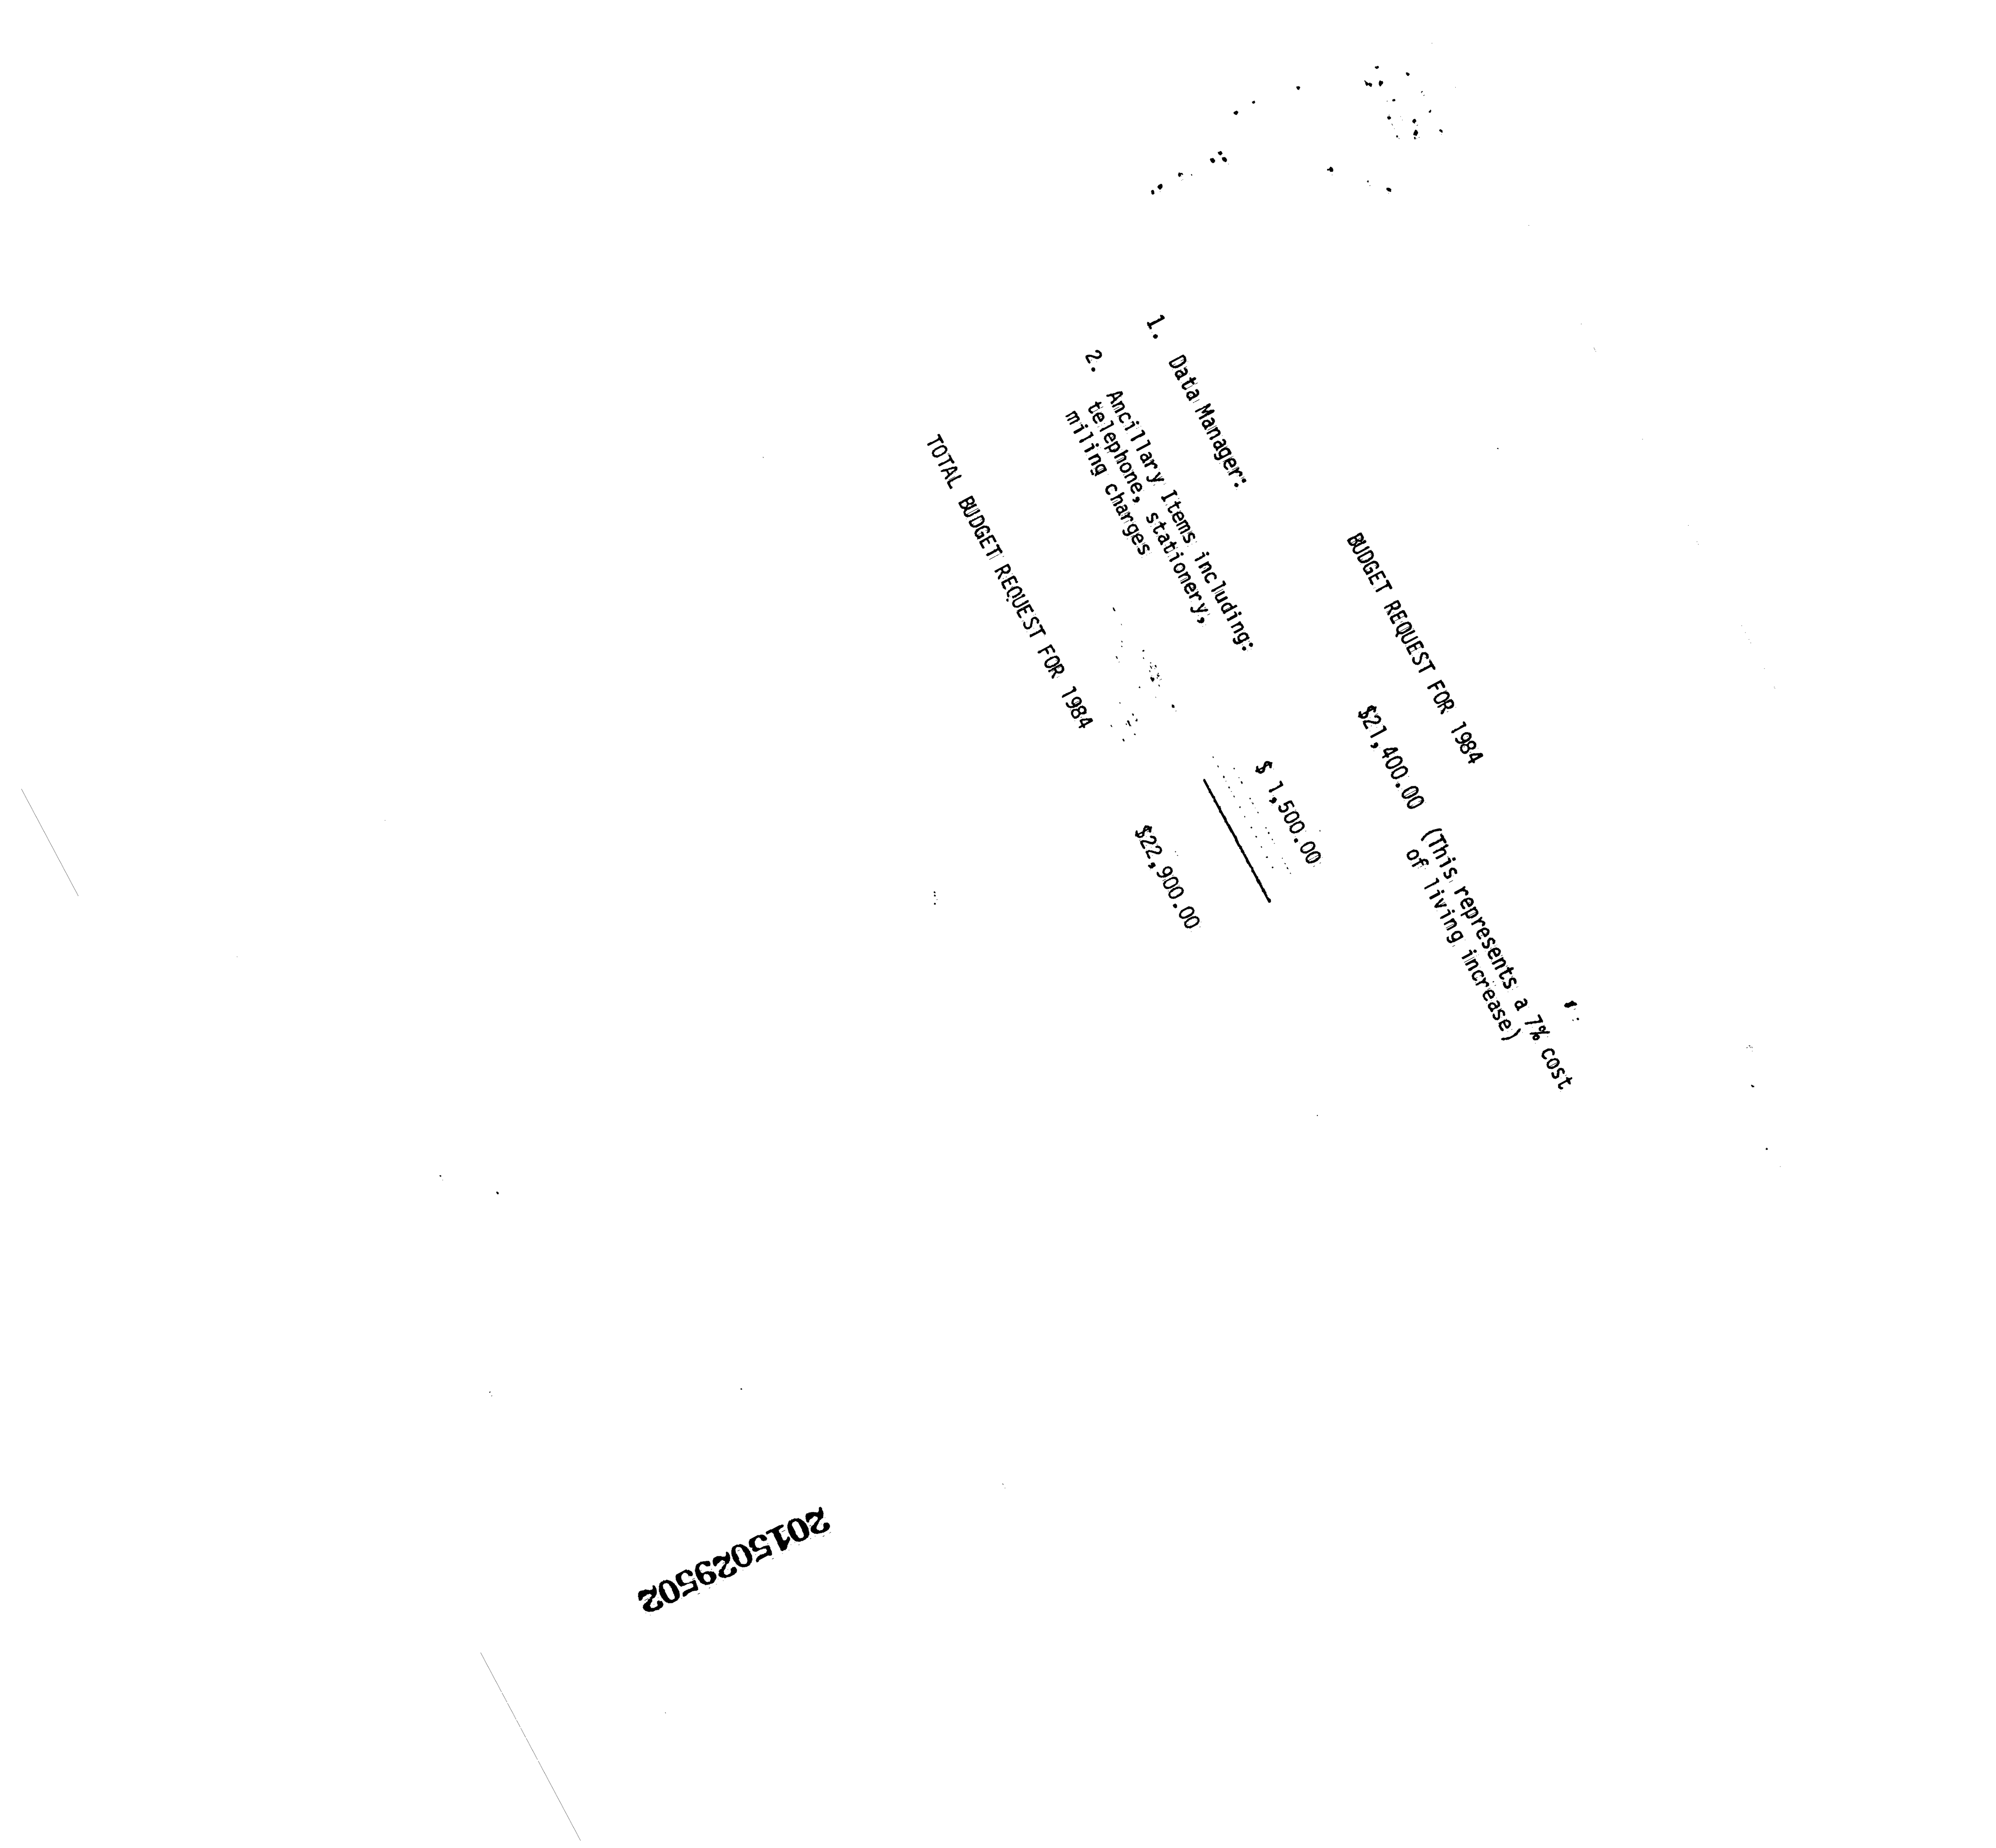 BUDGET REQUEST FOR 1984
1. Data Manager: $21,400.00 (This represents a 7% cost
of living increase)
2. Ancillary Items including: $ 1,500.00
telephone, stationery,
miling charges
TOTAL BUDGET REQUEST FOR 1984 $22,900.00
2015029502